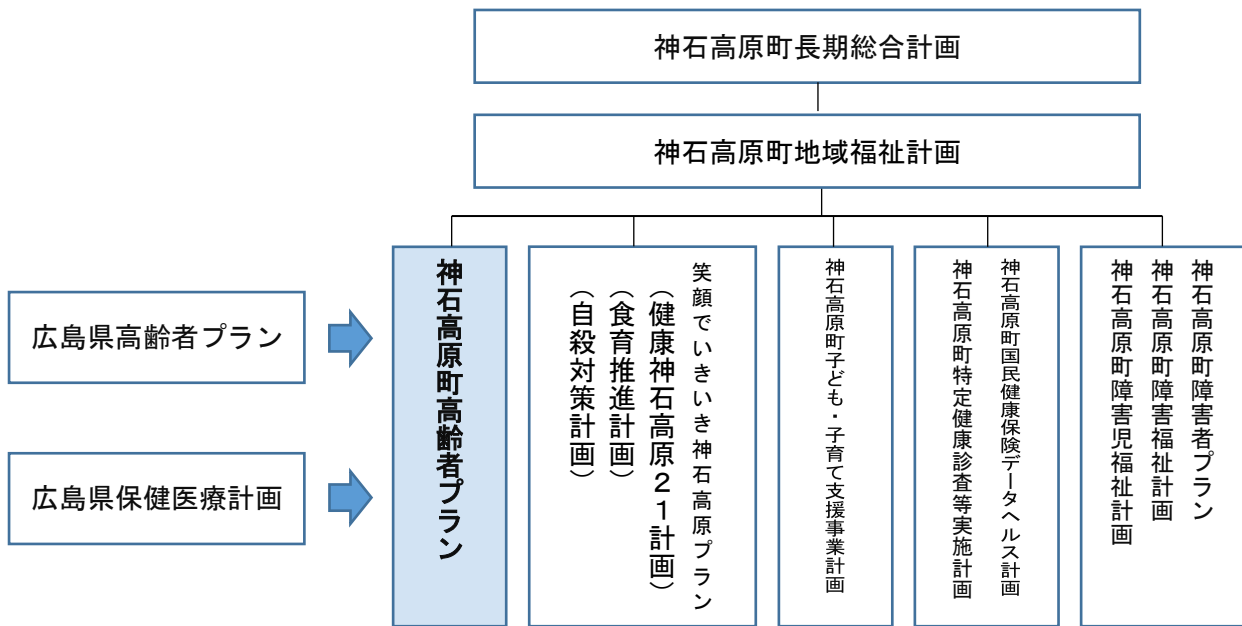 神石高原町長期総合計画
神石高原町地域福祉計画
広島県高齢者プラン
広島県保健医療計画
神石高原町高齢者プラン
笑顔でいきいき神石高原プラン
(健康神石高原21計画)
(食育推進計画)
(自殺対策計画)
神石高原町子ども・子育て支援事業計画
神石高原町国民健康保険データヘルス計画
神石高原町特定健康診査等実施計画
神石高原町障害者プラン
神石高原町障害福祉計画
神石高原町障害児福祉計画